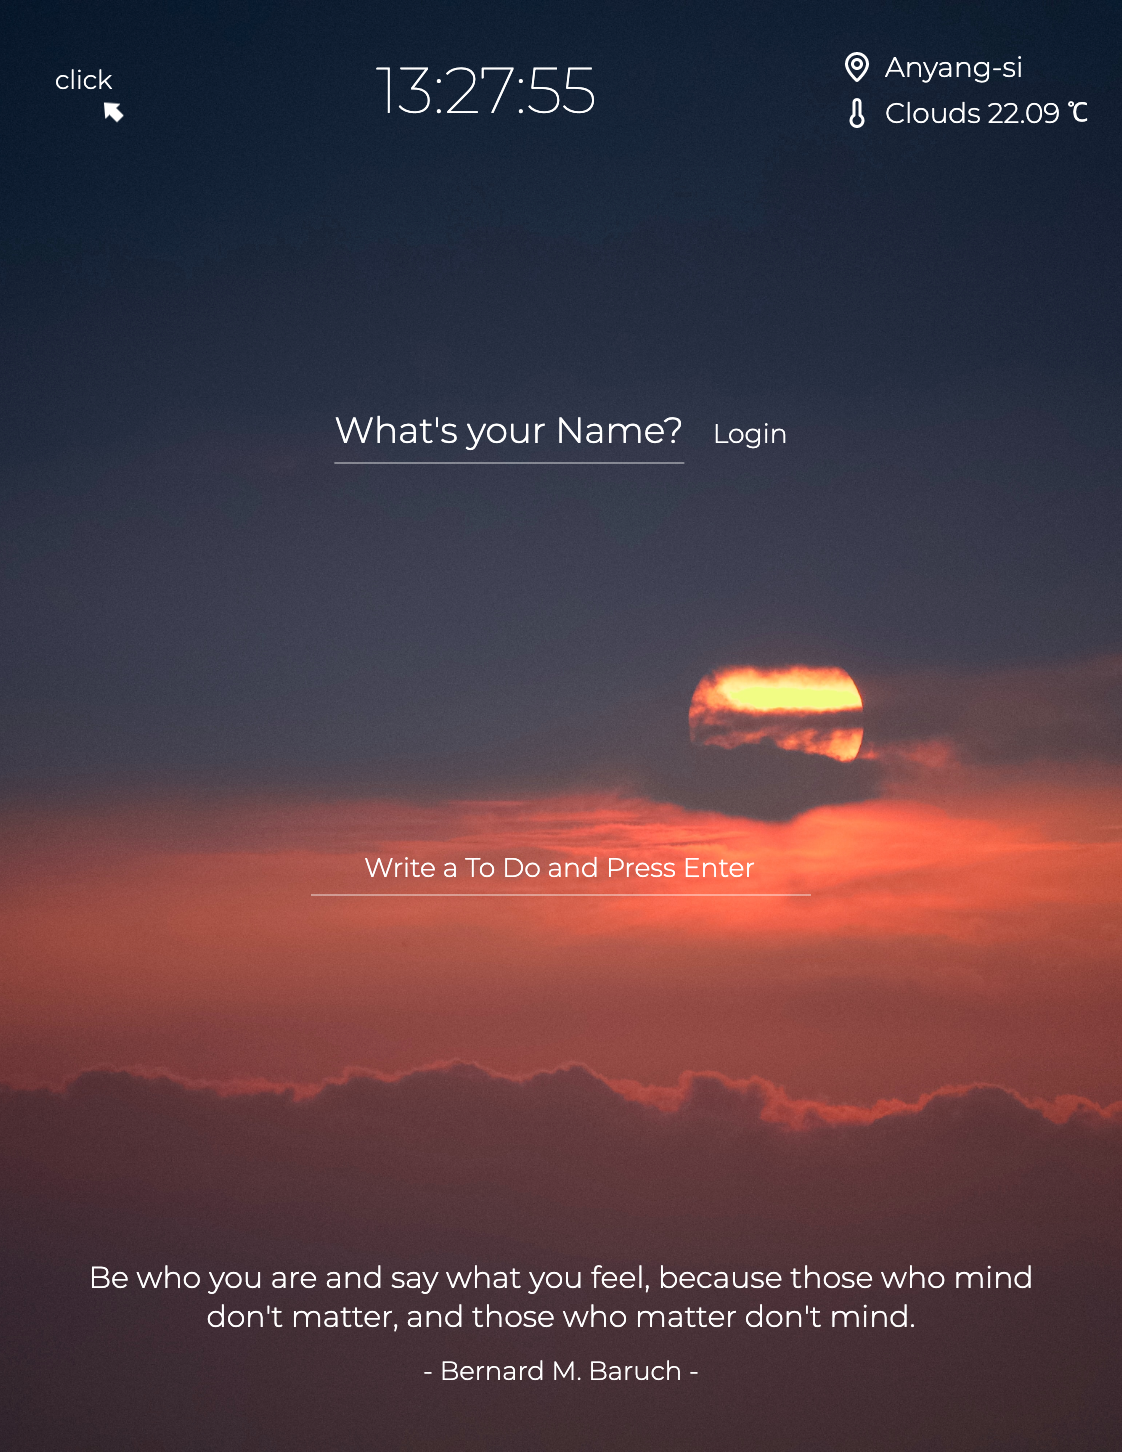 click
13:27:55
Anyang-si
Clouds 22.09 ℃
What's your Name?
Login
Write a To Do and Press Enter
Be who you are and say what you feel, because those who mind
don't matter, and those who matter don't mind.
- Bernard M. Baruch -